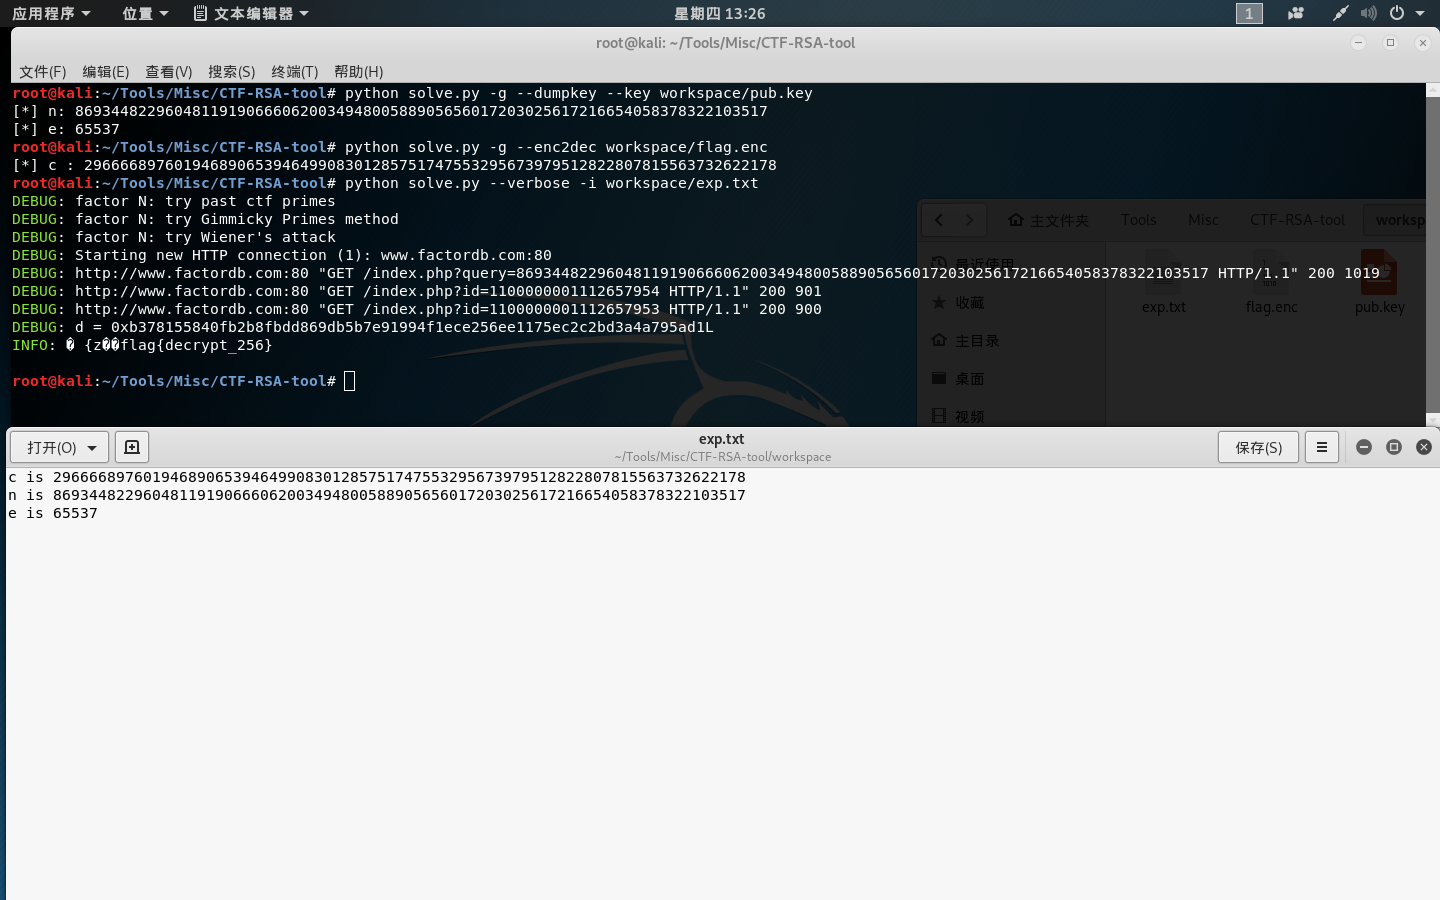 应用程序 位置 文本编辑器 星期四 13:26 1
root@kali: ~/Tools/Misc/CTF-RSA-tool
文件(F) 编辑(E) 查看(V) 搜索(S) 终端(T) 帮助(H)
root@kali:~/Tools/Misc/CTF-RSA-tool# python solve.py -g --dumpkey --key workspace/pub.key
[*] n: 86934482296048119190666062003494800588905656017203025617216654058378322103517
[*] e: 65537
root@kali:~/Tools/Misc/CTF-RSA-tool# python solve.py -g --enc2dec workspace/flag.enc
[*] c : 29666689760194689065394649908301285751747553295673979512822807815563732622178
root@kali:~/Tools/Misc/CTF-RSA-tool# python solve.py --verbose -i workspace/exp.txt
DEBUG: factor N: try past ctf primes
DEBUG: factor N: try Gimmicky Primes method
DEBUG: factor N: try Wiener's attack
DEBUG: Starting new HTTP connection (1): www.factordb.com:80
DEBUG: http://www.factordb.com:80 "GET /index.php?query=86934482296048119190666062003494800588905656017203025617216654058378322103517 HTTP/1.1" 200 1019
DEBUG: http://www.factordb.com:80 "GET /index.php?id=1100000001112657954 HTTP/1.1" 200 901
DEBUG: http://www.factordb.com:80 "GET /index.php?id=1100000001112657953 HTTP/1.1" 200 900
DEBUG: d = 0xb378155840fb2b8fbdd869db5b7e91994f1ece256ee1175ec2c2bd3a4a795ad1L
INFO: � {z��flag{decrypt_256}
root@kali:~/Tools/Misc/CTF-RSA-tool#
主文件夹 Tools Misc CTF-RSA-tool worksp
最近使用
收藏
主目录
桌面
视频
exp.txt flag.enc pub.key
打开(O) exp.txt 保存(S)
~/Tools/Misc/CTF-RSA-tool/workspace
c is 29666689760194689065394649908301285751747553295673979512822807815563732622178
n is 86934482296048119190666062003494800588905656017203025617216654058378322103517
e is 65537